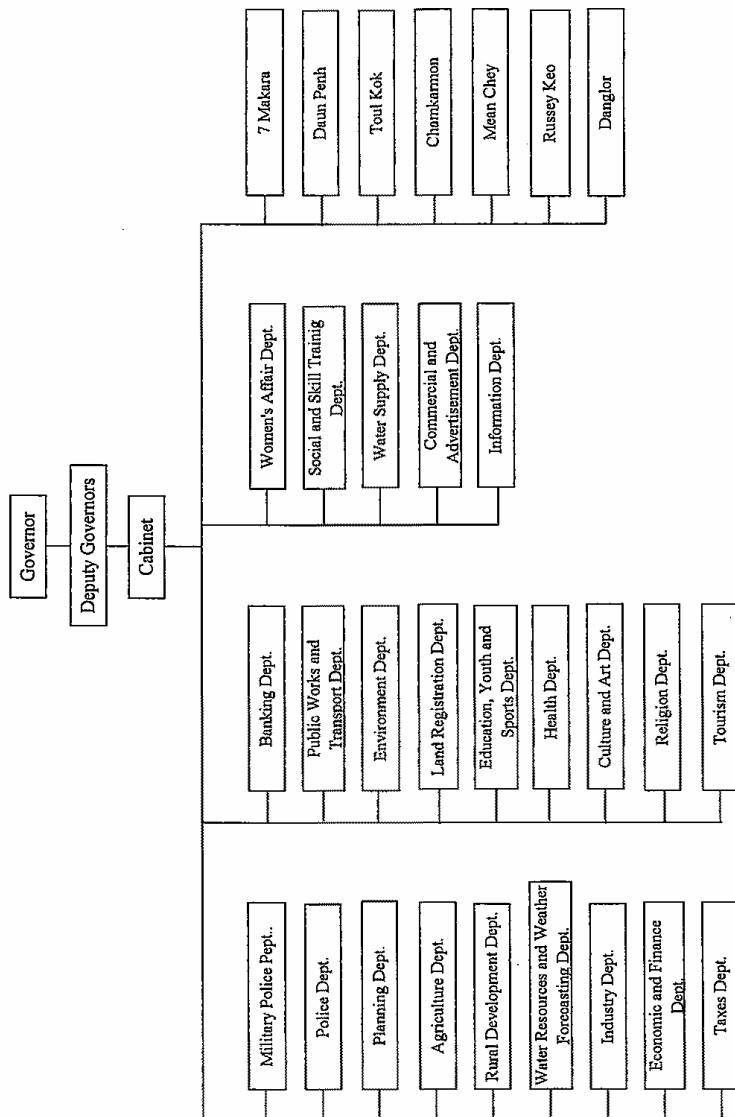 Governor
Deputy Governors
Cabinet
Military Police Pept..
Police Dept.
Planning Dept.
Agriculture Dept.
Rural Development Dept.
Water Resources and Weather
Forcoasting Dept.
Industry Dept.
Economic and Finance
Dept.
Taxes Dept.
Banking Dept.
Public Works and
Transport Dept.
Environment Dept.
Land Registration Dept.
Education, Youth and
Sports Dept.
Health Dept.
Culture and Art Dept.
Religion Dept.
Tourism Dept.
Women's Affair Dept.
Social and Skill Trainig
Dept.
Water Supply Dept.
Commercial and
Advertisement Dept.
Information Dept.
7 Makara
Daun Penh
Toul Kok
Chamkarmon
Mean Chey
Russey Keo
Danglor